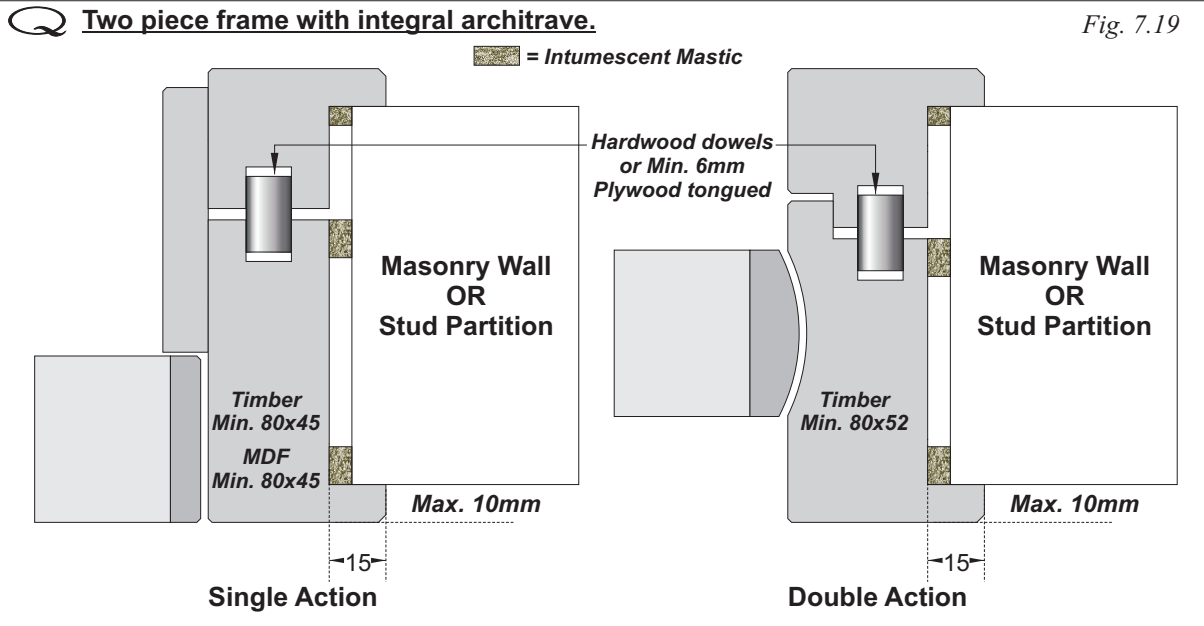 Q Two piece frame with integral architrave.
Fig. 7.19
= Intumescent Mastic
Hardwood dowels
or Min. 6mm
Plywood tongued
Masonry Wall
OR
Stud Partition
Timber
Min. 80x45
MDF
Min. 80x45
Max. 10mm
15
Single Action
Masonry Wall
OR
Stud Partition
Timber
Min. 80x52
Max. 10mm
15
Double Action